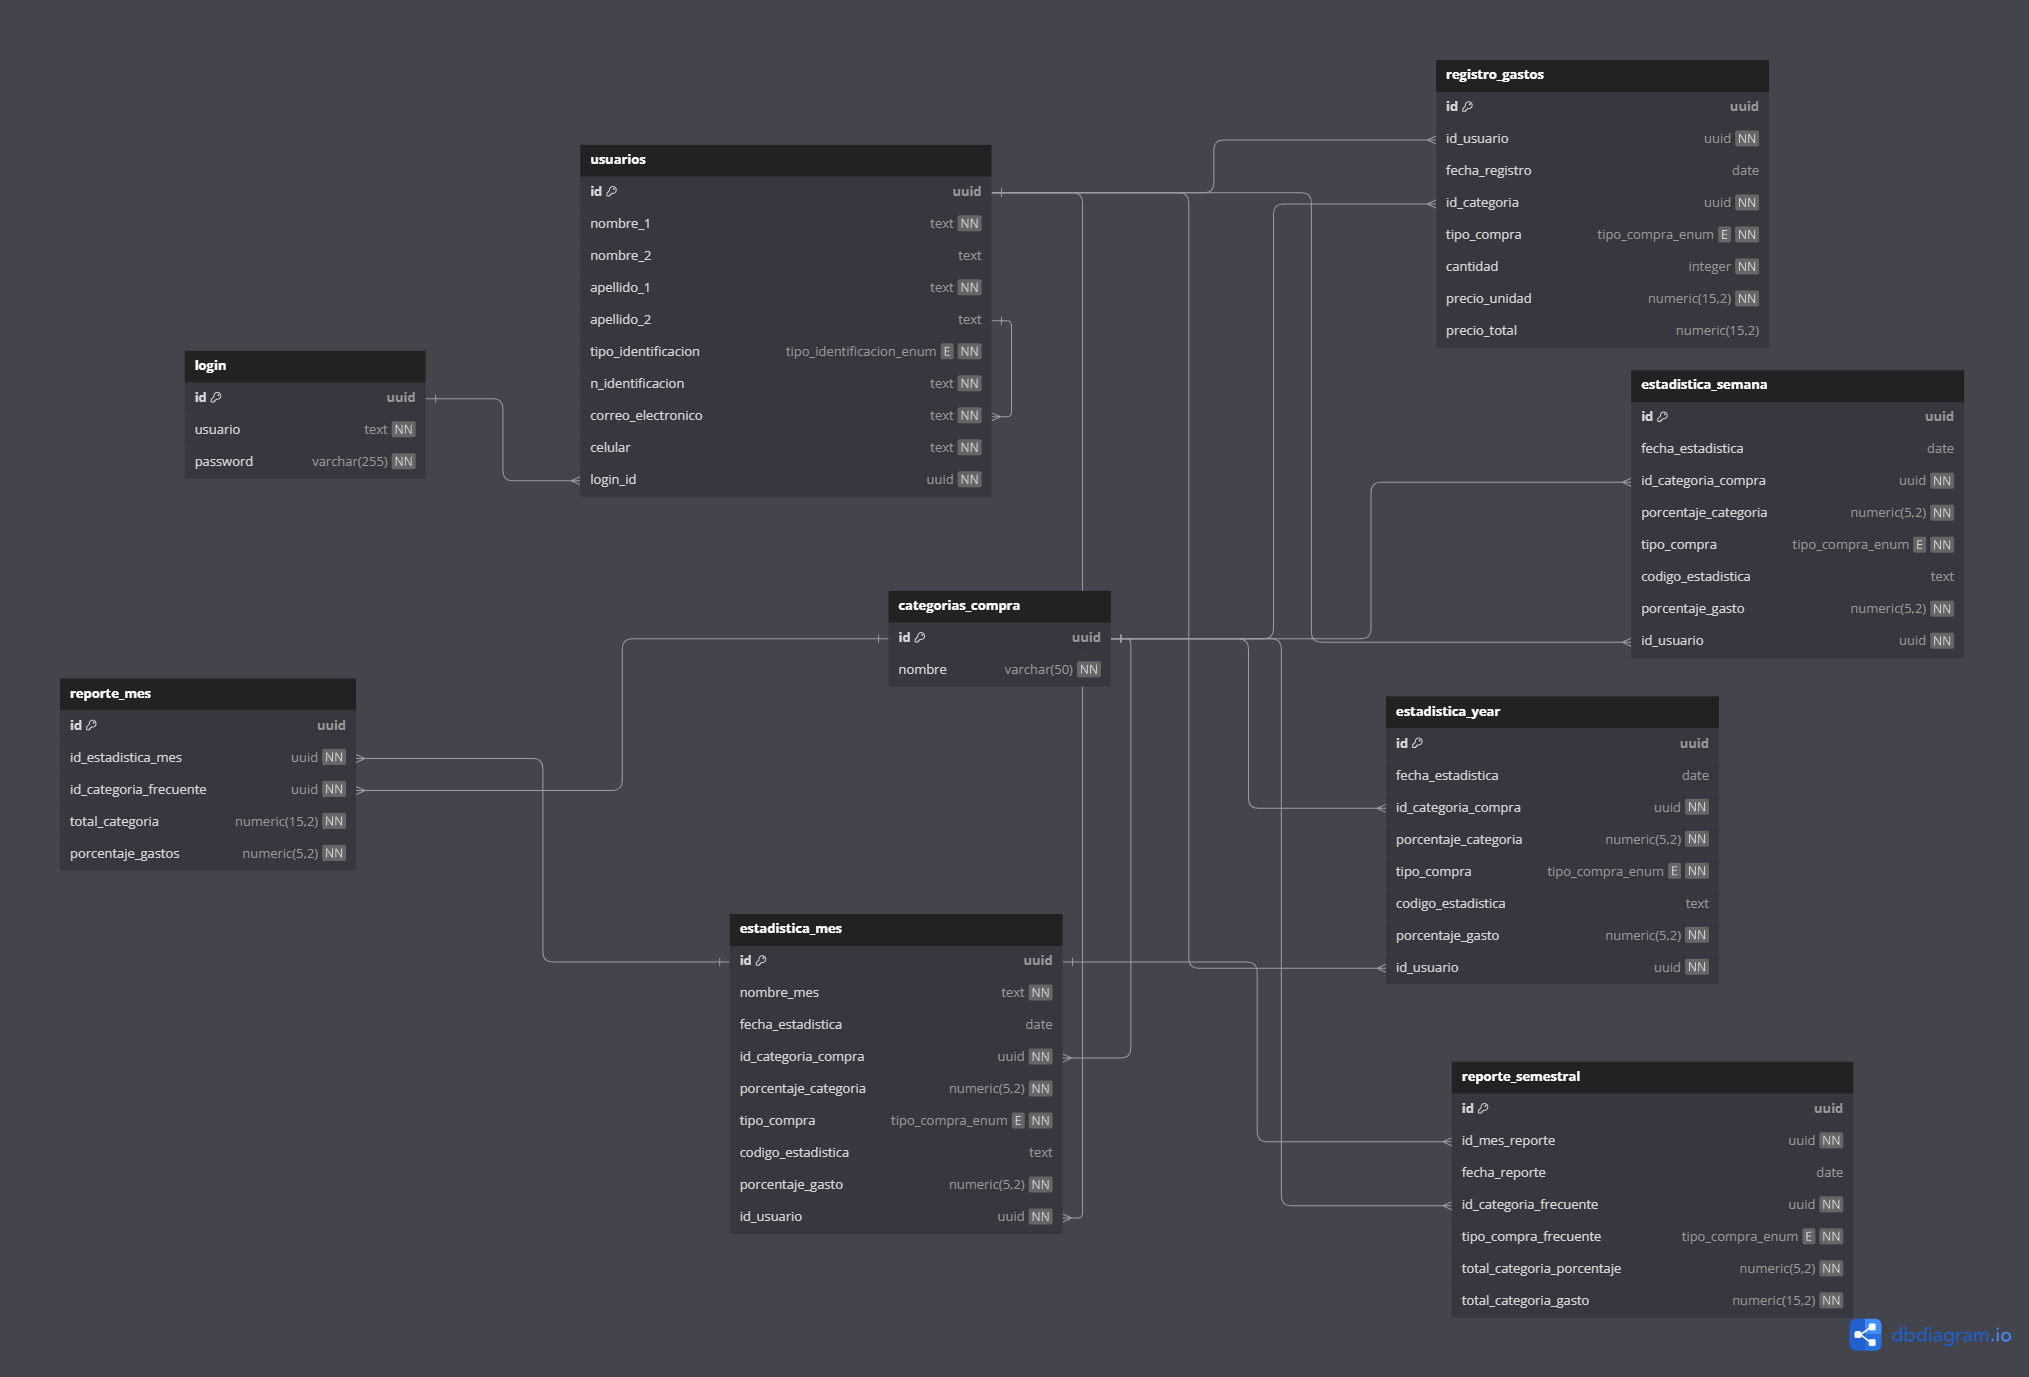 registro_gastos
id uuid
id_usuario uuid NN
fecha_registro date
id_categoria uuid NN
tipo_compra tipo_compra_enum E NN
cantidad integer NN
precio_unidad numeric(15,2) NN
precio_total numeric(15,2)
usuarios
id uuid
nombre_1 text NN
nombre_2 text
apellido_1 text NN
apellido_2 text
tipo_identificacion tipo_identificacion_enum E NN
n_identificacion text NN
correo_electronico text NN
celular text NN
login_id uuid NN
login
id uuid
usuario text NN
password varchar(255) NN
estadistica_semana
id uuid
fecha_estadistica date
id_categoria_compra uuid NN
porcentaje_categoria numeric(5,2) NN
tipo_compra tipo_compra_enum E NN
codigo_estadistica text
porcentaje_gasto numeric(5,2) NN
id_usuario uuid NN
categorias_compra
id uuid
nombre varchar(50) NN
reporte_mes
id uuid
id_estadistica_mes uuid NN
id_categoria_frecuente uuid NN
total_categoria numeric(15,2) NN
porcentaje_gastos numeric(5,2) NN
estadistica_year
id uuid
fecha_estadistica date
id_categoria_compra uuid NN
porcentaje_categoria numeric(5,2) NN
tipo_compra tipo_compra_enum E NN
codigo_estadistica text
porcentaje_gasto numeric(5,2) NN
id_usuario uuid NN
estadistica_mes
id uuid
nombre_mes text NN
fecha_estadistica date
id_categoria_compra uuid NN
porcentaje_categoria numeric(5,2) NN
tipo_compra tipo_compra_enum E NN
codigo_estadistica text
porcentaje_gasto numeric(5,2) NN
id_usuario uuid NN
reporte_semestral
id uuid
id_mes_reporte uuid NN
fecha_reporte date
id_categoria_frecuente uuid NN
tipo_compra_frecuente tipo_compra_enum E NN
total_categoria_porcentaje numeric(5,2) NN
total_categoria_gasto numeric(15,2) NN
dbdiagram.io